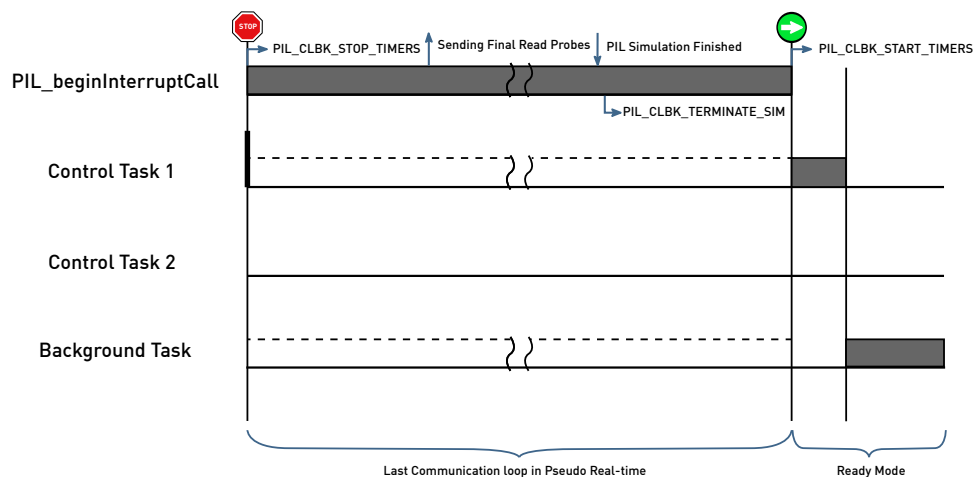 STOP
PIL_CLBK_STOP_TIMERS
Sending Final Read Probes
PIL Simulation Finished
PIL_CLBK_START_TIMERS
PIL_beginInterruptCall
PIL_CLBK_TERMINATE_SIM
Control Task 1
Control Task 2
Background Task
Last Communication loop in Pseudo Real-time
Ready Mode